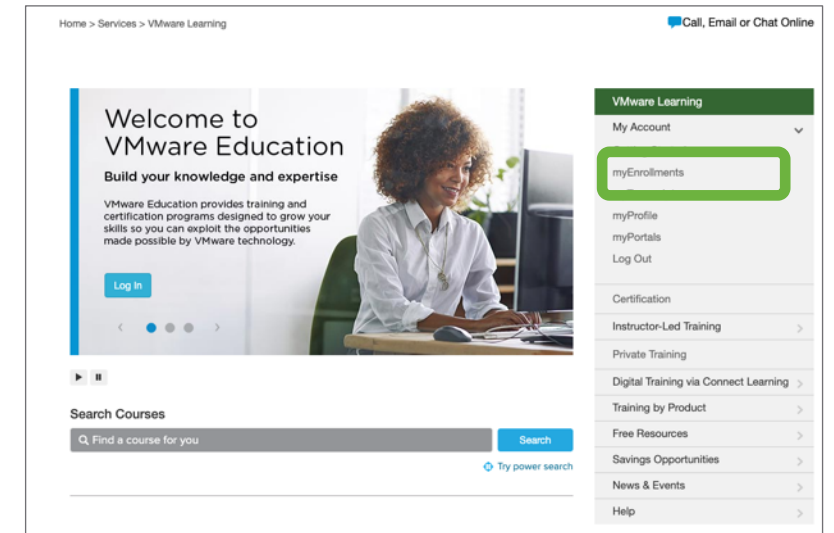 Home > Services > VMware Learning
Call, Email or Chat Online
Welcome to
VMware Education
Build your knowledge and expertise
VMware Education provides training and
certification programs designed to grow your
skills so you can exploit the opportunities
made possible by VMware technology.
Log In
Search Courses
Find a course for you
Search
Try power search
VMware Learning
My Account
myEnrollments
myProfile
myPortals
Log Out
Certification
Instructor-Led Training
Private Training
Digital Training via Connect Learning
Training by Product
Free Resources
Savings Opportunities
News & Events
Help